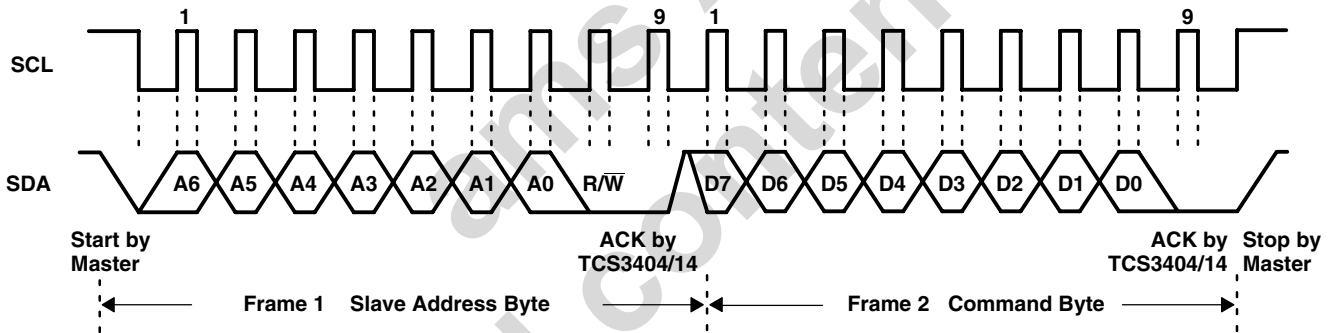 1 9 1 9
SCL
SDA A6 A5 A4 A3 A2 A1 A0 R/W̅ D7 D6 D5 D4 D3 D2 D1 D0
Start by Master
ACK by TCS3404/14
ACK by TCS3404/14
Stop by Master
Frame 1 Slave Address Byte
Frame 2 Command Byte
ams